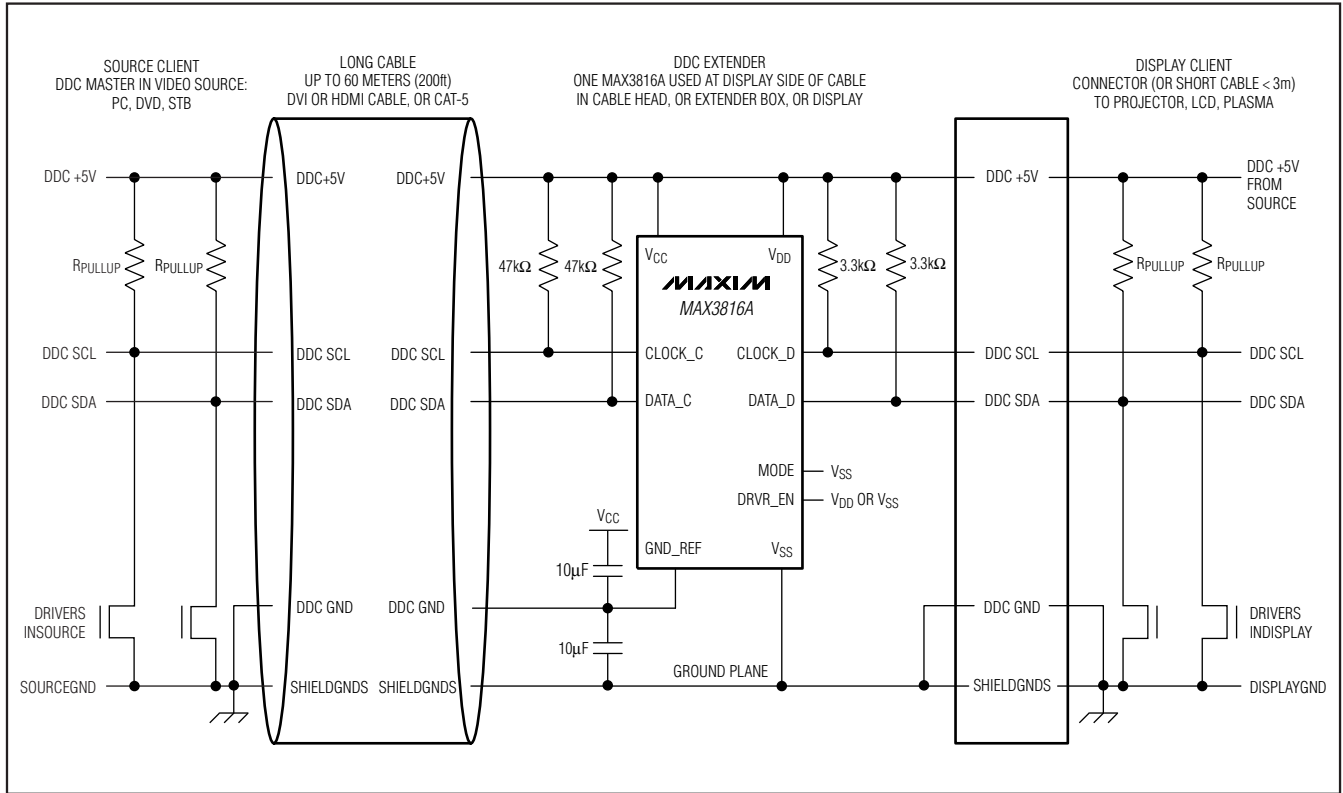 SOURCE CLIENT
DDC MASTER IN VIDEO SOURCE:
PC, DVD, STB
LONG CABLE
UP TO 60 METERS (200ft)
DVI OR HDMI CABLE, OR CAT-5
DDC EXTENDER
ONE MAX3816A USED AT DISPLAY SIDE OF CABLE
IN CABLE HEAD, OR EXTENDER BOX, OR DISPLAY
DISPLAY CLIENT
CONNECTOR (OR SHORT CABLE < 3m)
TO PROJECTOR, LCD, PLASMA
DDC +5V
DDC+5V
DDC+5V
DDC +5V
DDC +5V
FROM
SOURCE
RPULLUP
RPULLUP
47kΩ
47kΩ
VCC
VDD
MAXIM
MAX3816A
3.3kΩ
3.3kΩ
RPULLUP
RPULLUP
DDC SCL
DDC SCL
DDC SCL
CLOCK_C
CLOCK_D
DDC SCL
DDC SCL
DDC SDA
DDC SDA
DDC SDA
DATA_C
DATA_D
DDC SDA
DDC SDA
MODE
VSS
DRVR_EN
VDD OR VSS
VCC
GND_REF
VSS
10μF
DRIVERS
INSOURCE
DDC GND
DDC GND
DDC GND
DRIVERS
INDISPLAY
10μF
GROUND PLANE
SOURCEGND
SHIELDGNDS
SHIELDGNDS
SHIELDGNDS
DISPLAYGND